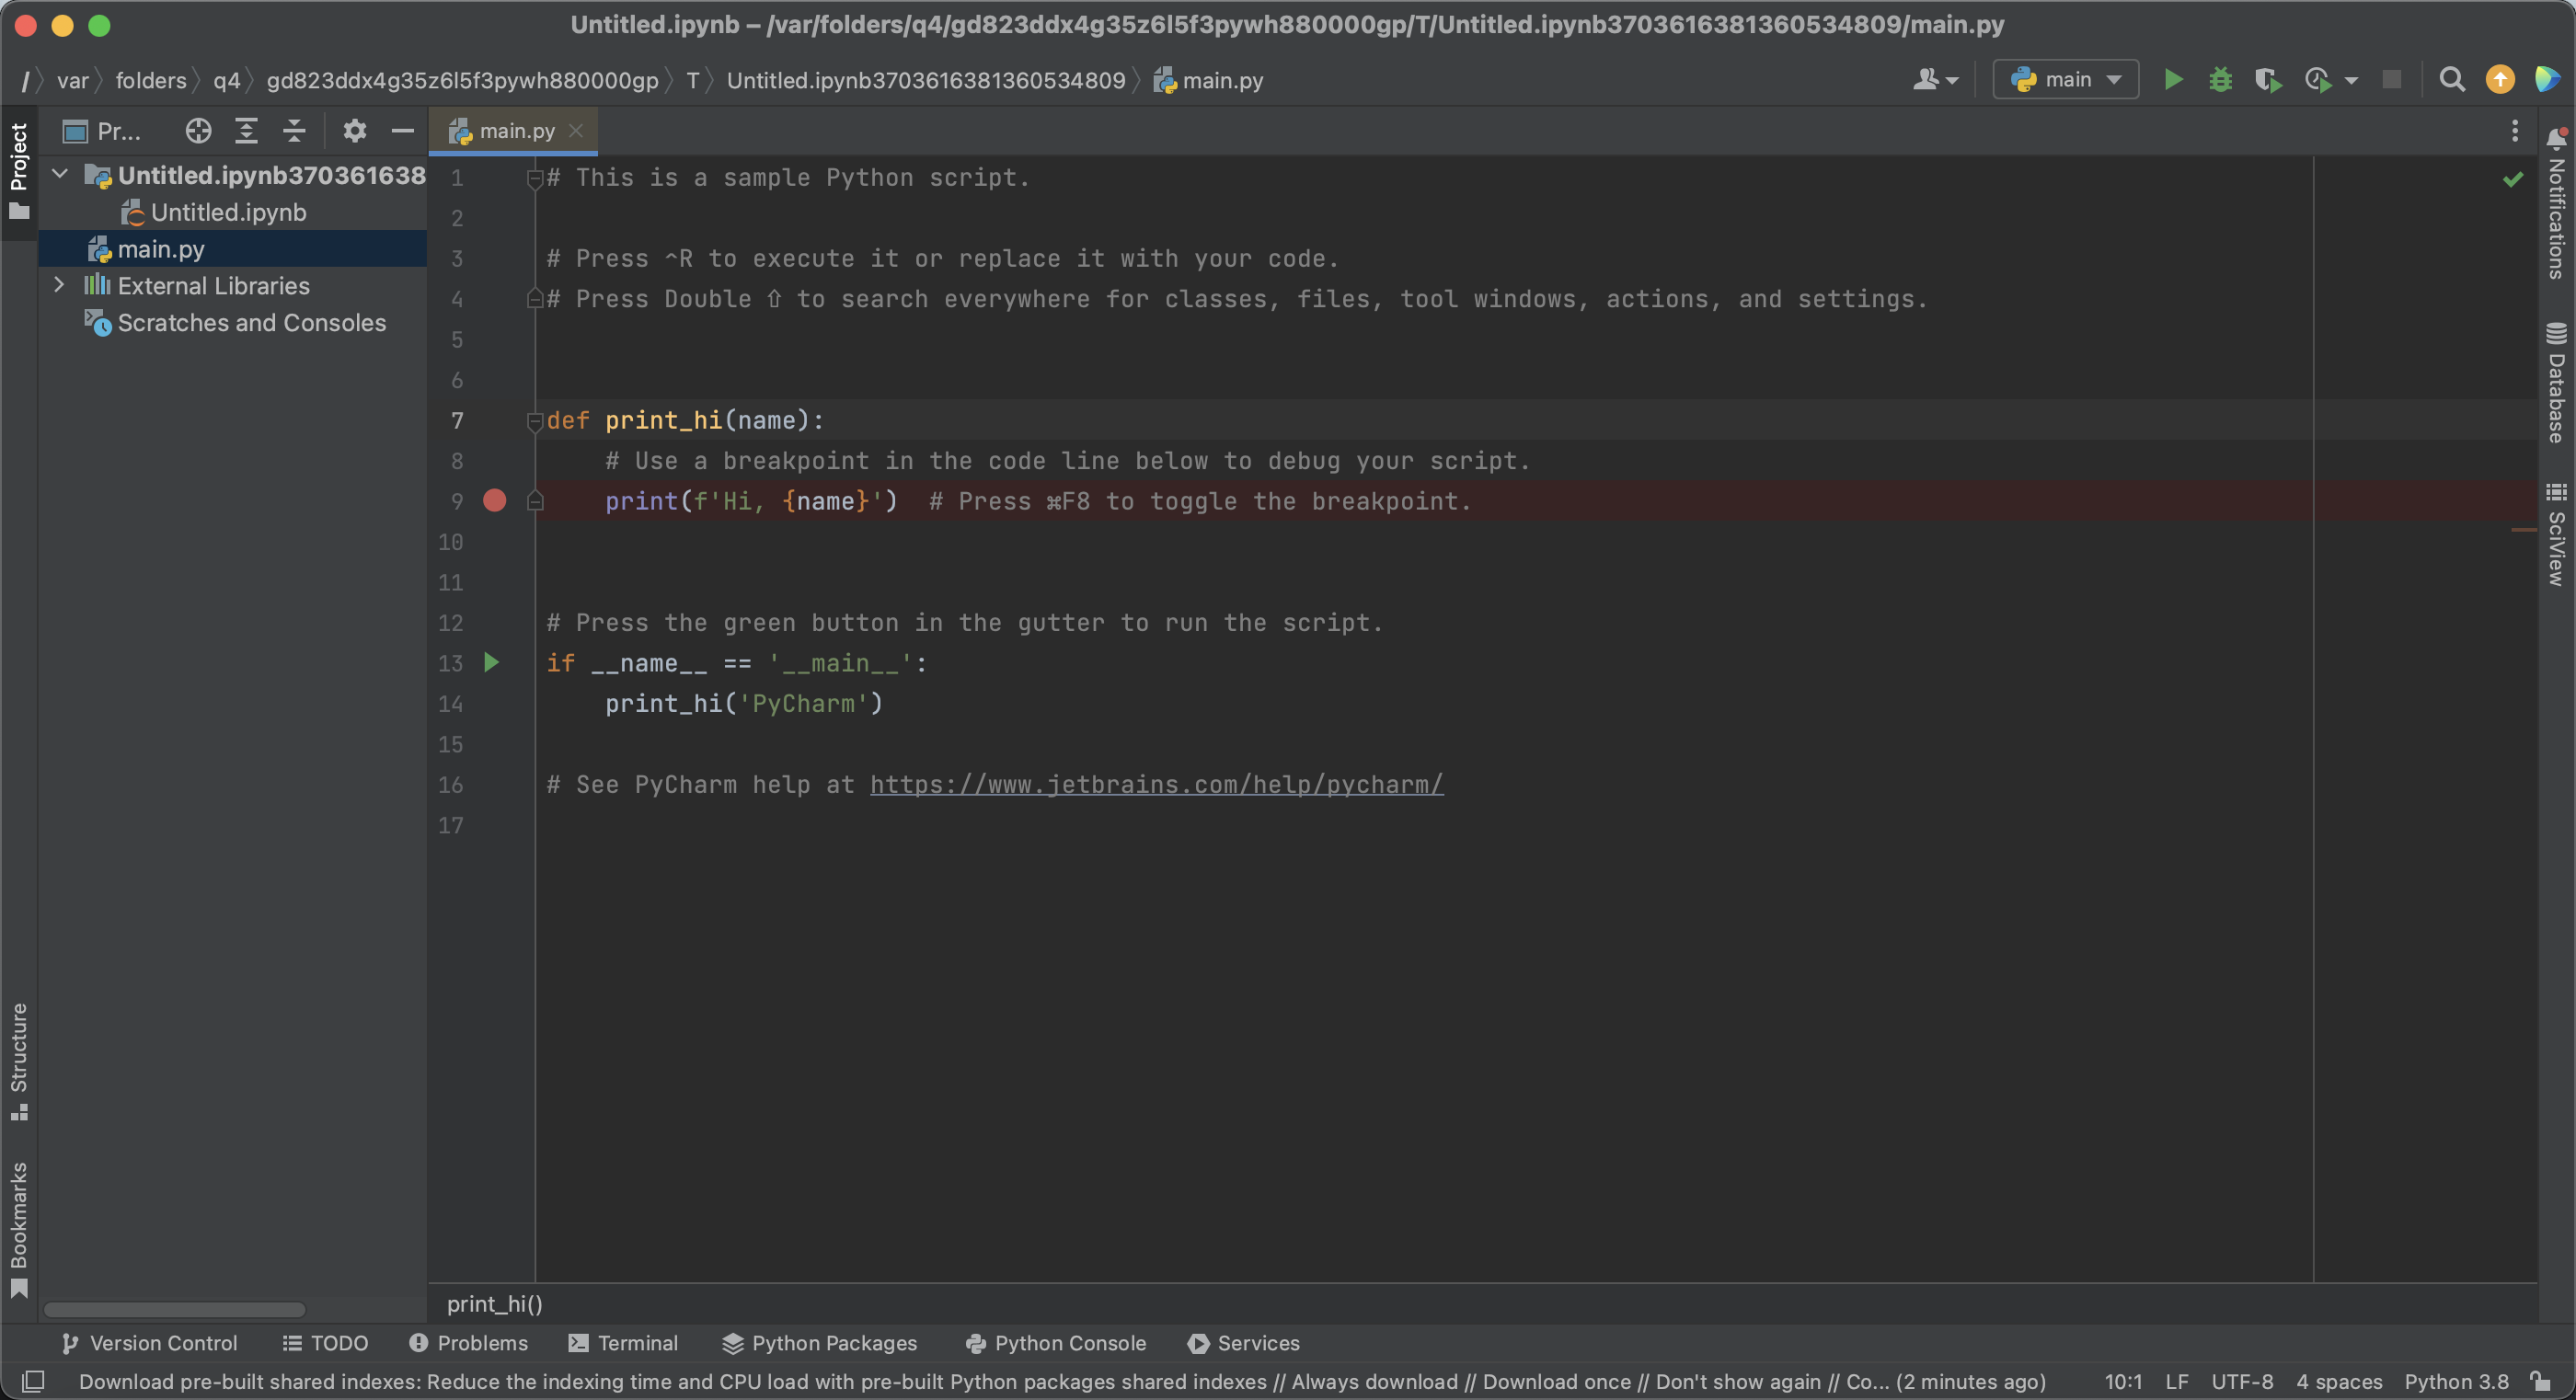 Untitled.ipynb – /var/folders/q4/gd823ddx4g35z6l5f3pywh880000gp/T/Untitled.ipynb3703616381360534809/main.py
/ var folders q4 gd823ddx4g35z6l5f3pywh880000gp T Untitled.ipynb3703616381360534809 main.py
main
Project
Pr...
main.py
Untitled.ipynb370361638
Untitled.ipynb
main.py
External Libraries
Scratches and Consoles
1 # This is a sample Python script.
2
3 # Press ^R to execute it or replace it with your code.
4 # Press Double ⇧ to search everywhere for classes, files, tool windows, actions, and settings.
5
6
7 def print_hi(name):
8     # Use a breakpoint in the code line below to debug your script.
9     print(f'Hi, {name}')  # Press ⌘F8 to toggle the breakpoint.
10
11
12 # Press the green button in the gutter to run the script.
13 if __name__ == '__main__':
14     print_hi('PyCharm')
15
16 # See PyCharm help at https://www.jetbrains.com/help/pycharm/
17
Notifications
Database
SciView
Structure
Bookmarks
print_hi()
Version Control TODO Problems Terminal Python Packages Python Console Services
Download pre-built shared indexes: Reduce the indexing time and CPU load with pre-built Python packages shared indexes // Always download // Download once // Don't show again // Co... (2 minutes ago) 10:1 LF UTF-8 4 spaces Python 3.8